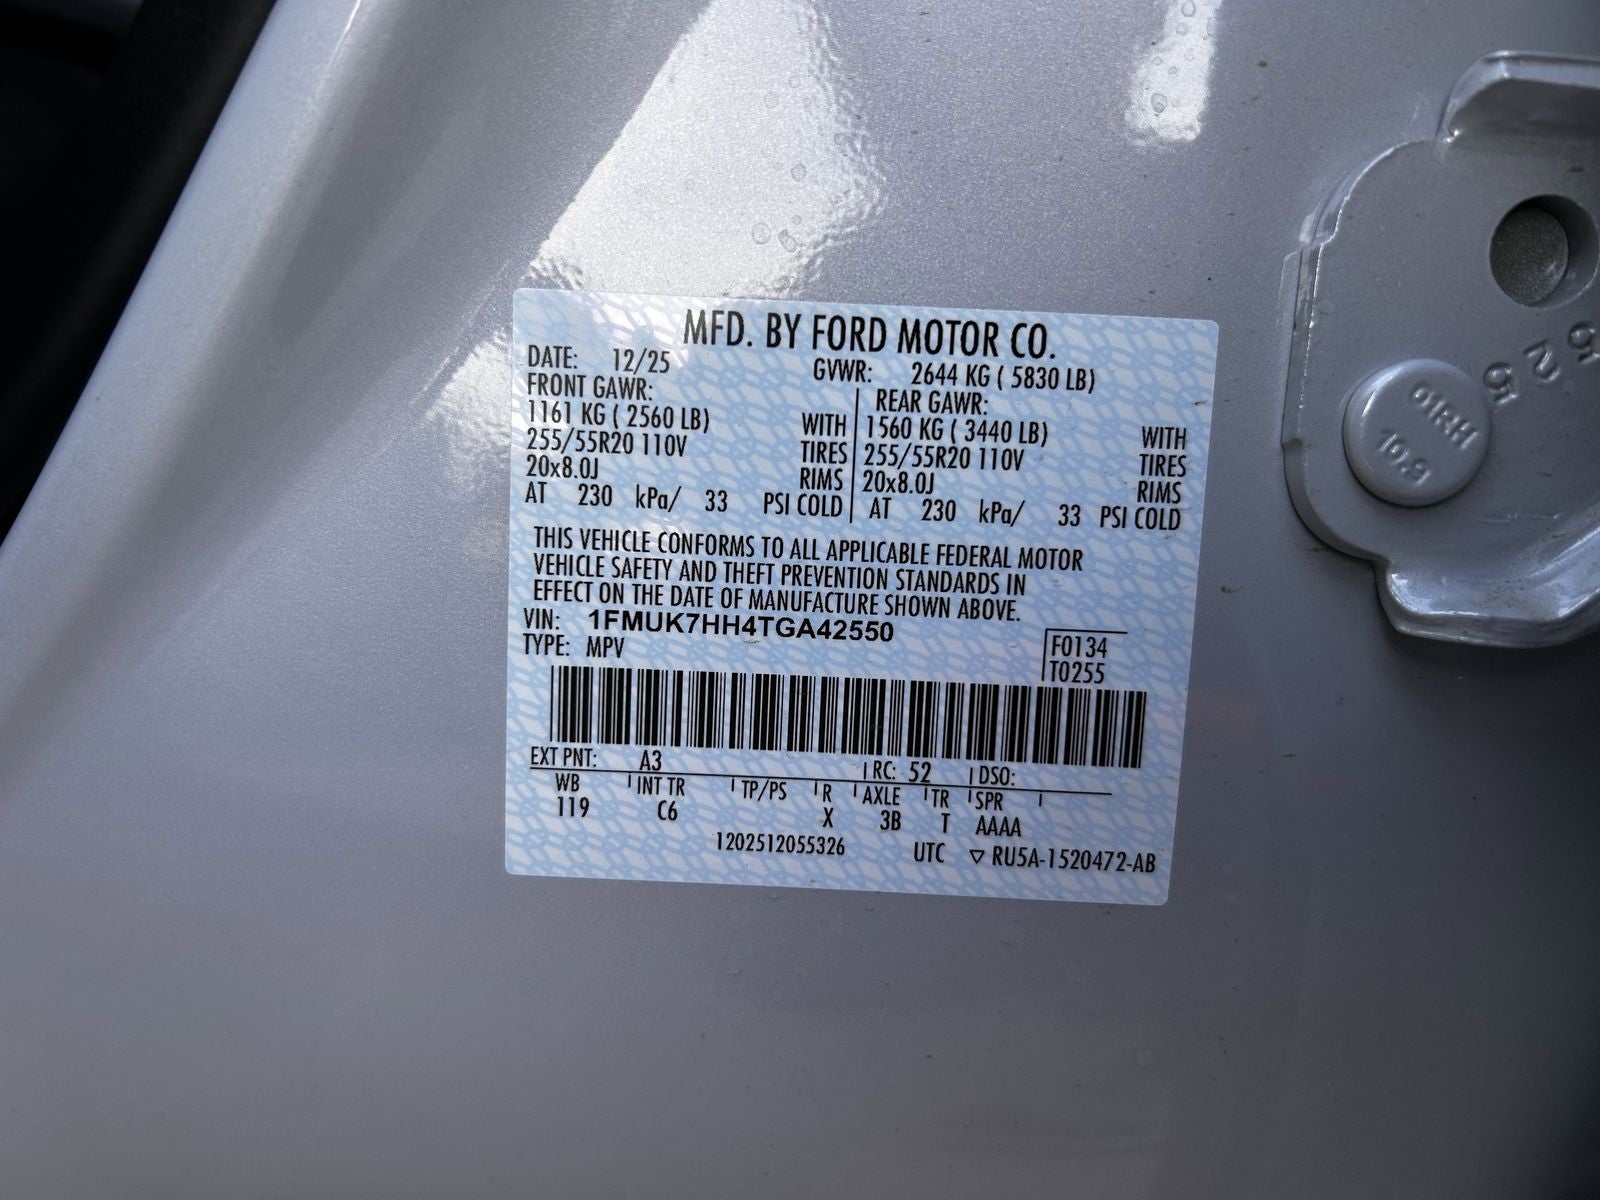 MFD. BY FORD MOTOR CO.
DATE: 12/25 GVWR: 2644 KG ( 5830 LB)
FRONT GAWR: REAR GAWR:
1161 KG ( 2560 LB) WITH 1560 KG ( 3440 LB) WITH
255/55R20 110V TIRES 255/55R20 110V TIRES
20x8.0J RIMS 20x8.0J RIMS
AT 230 kPa/ 33 PSI COLD AT 230 kPa/ 33 PSI COLD
THIS VEHICLE CONFORMS TO ALL APPLICABLE FEDERAL MOTOR
VEHICLE SAFETY AND THEFT PREVENTION STANDARDS IN
EFFECT ON THE DATE OF MANUFACTURE SHOWN ABOVE.
VIN: 1FMUK7HH4TGA42550
TYPE: MPV
F0134
T0255
EXT PNT: A3 RC: 52 DSO:
WB INT TR TP/PS R AXLE TR SPR
119 C6 X 3B T AAAA
1202512055326 UTC ▽ RU5A-1520472-AB
525
10.9